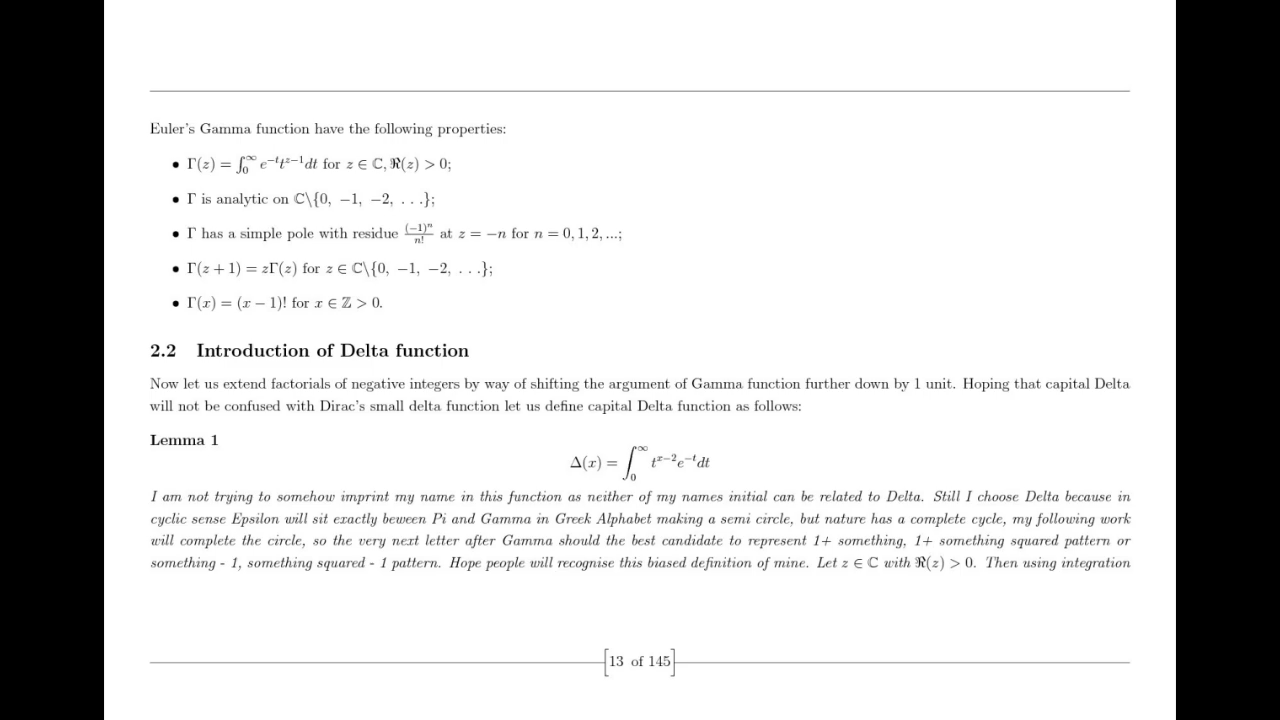 Euler's Gamma function have the following properties:
• Γ(z) = ∫₀^∞ e^{−t}t^{z−1}dt for z ∈ ℂ, ℜ(z) > 0;
• Γ is analytic on ℂ\{0, −1, −2, . . .};
• Γ has a simple pole with residue (−1)^n/n! at z = −n for n = 0, 1, 2, ...;
• Γ(z + 1) = zΓ(z) for z ∈ ℂ\{0, −1, −2, . . .};
• Γ(x) = (x − 1)! for x ∈ ℤ > 0.
2.2 Introduction of Delta function
Now let us extend factorials of negative integers by way of shifting the argument of Gamma function further down by 1 unit. Hoping that capital Delta
will not be confused with Dirac's small delta function let us define capital Delta function as follows:
Lemma 1
Δ(x) = ∫₀^∞ t^{x−2}e^{−t}dt
I am not trying to somehow imprint my name in this function as neither of my names initial can be related to Delta. Still I choose Delta because in
cyclic sense Epsilon will sit exactly beween Pi and Gamma in Greek Alphabet making a semi circle, but nature has a complete cycle, my following work
will complete the circle, so the very next letter after Gamma should the best candidate to represent 1+ something, 1+ something squared pattern or
something - 1, something squared - 1 pattern. Hope people will recognise this biased definition of mine. Let z ∈ ℂ with ℜ(z) > 0. Then using integration
[13 of 145]